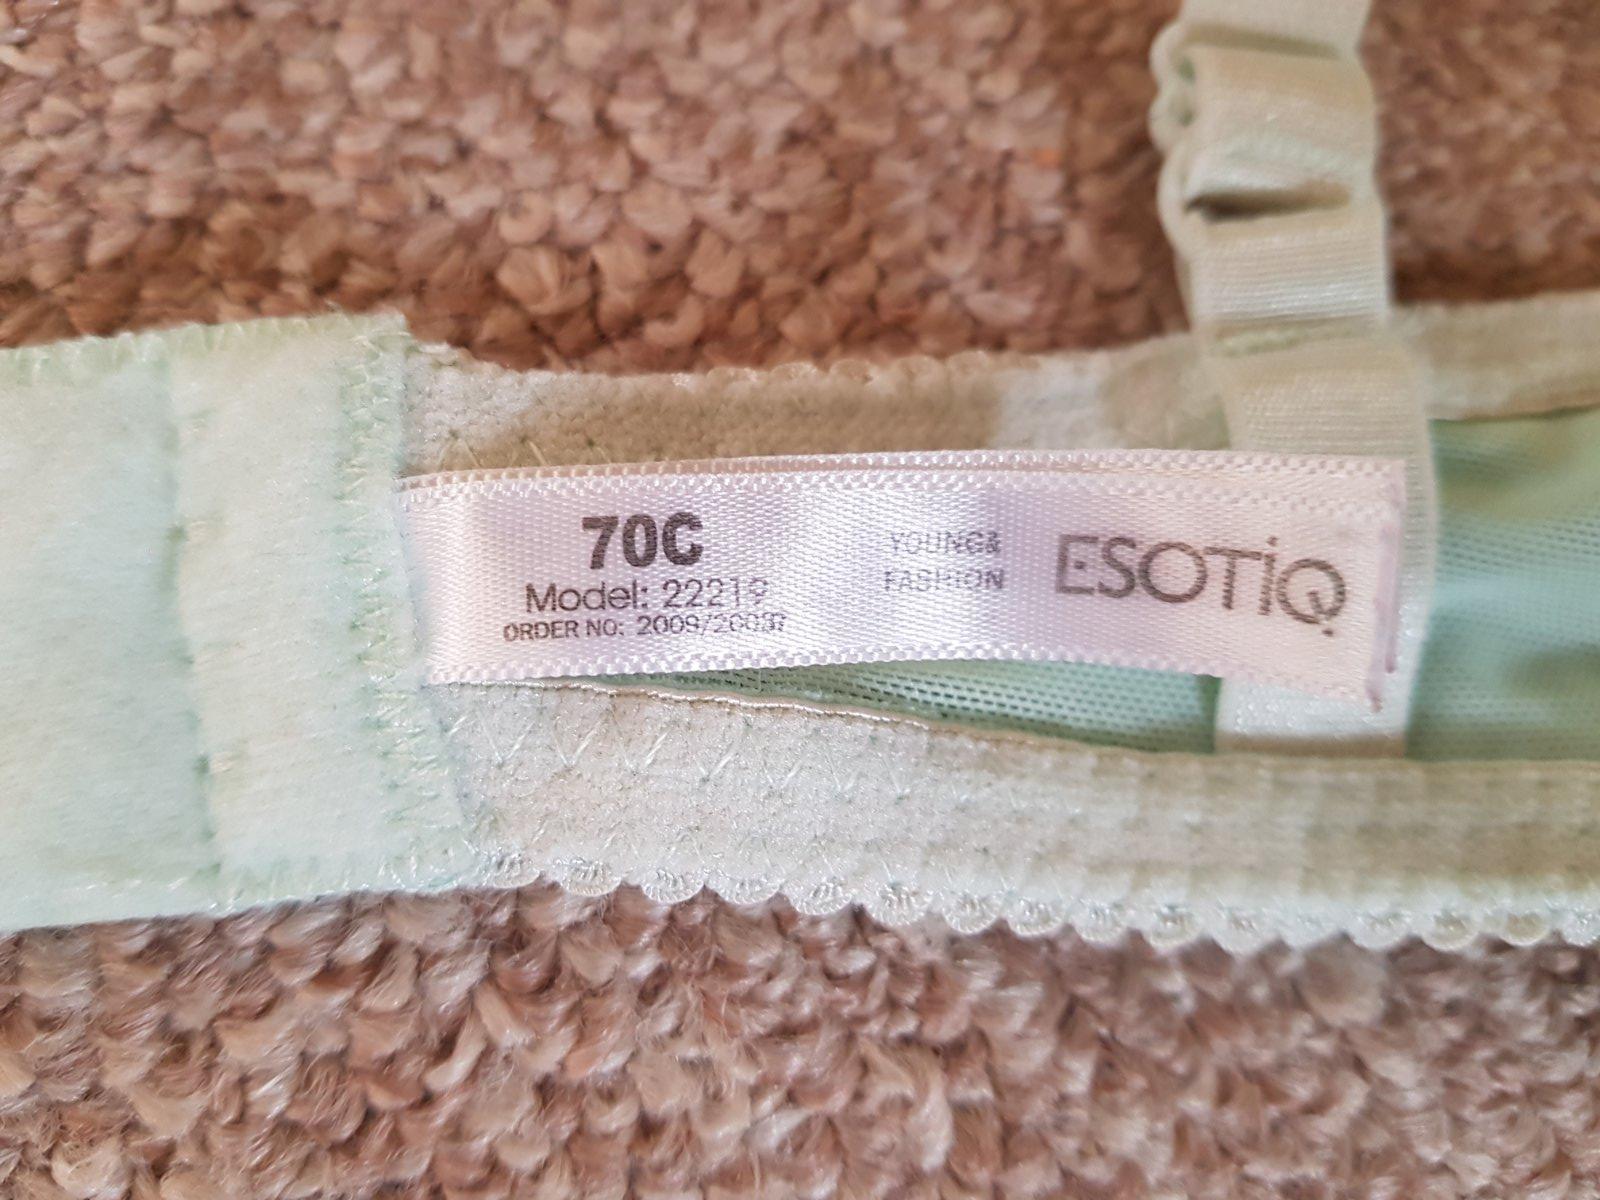 70C
Model: 22219
ORDER NO: 2009/20037
YOUNG&
FASHION
ESOTiQ